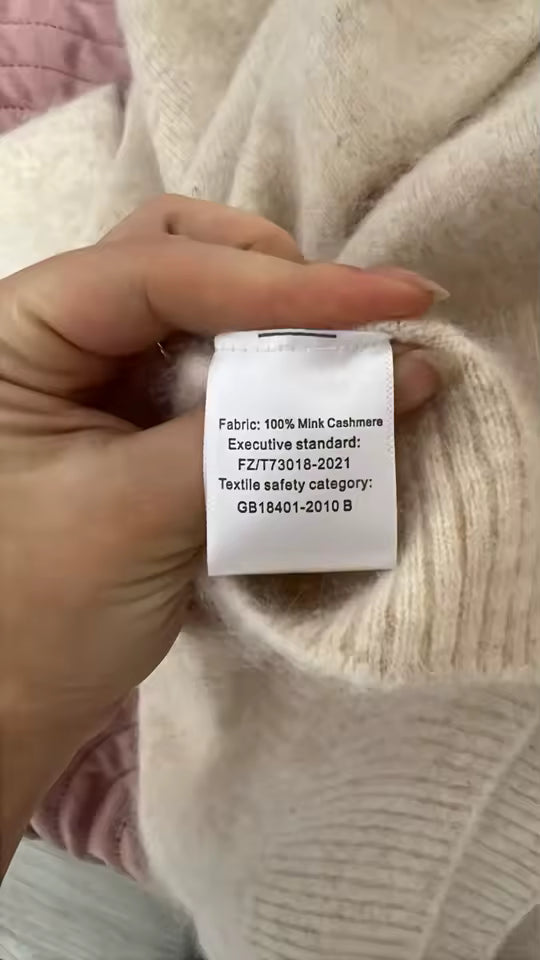 Fabric: 100% Mink Cashmere
Executive standard:
FZ/T73018-2021
Textile safety category:
GB18401-2010 B